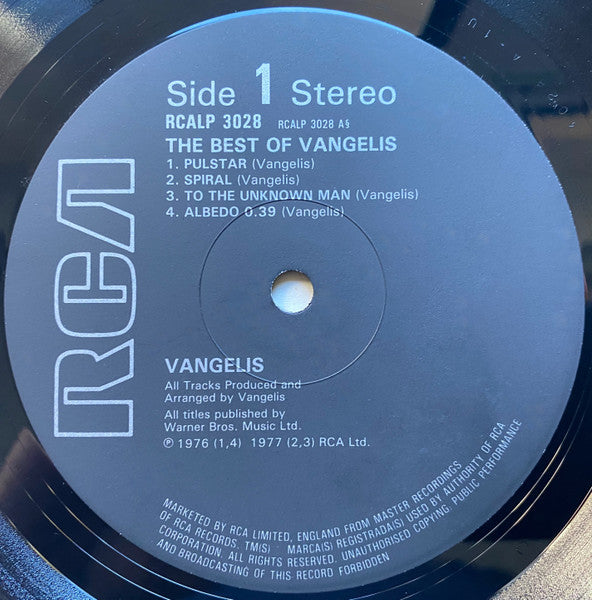 Side 1 Stereo
RCALP 3028 RCALP 3028 A§
THE BEST OF VANGELIS
1. PULSTAR (Vangelis)
2. SPIRAL (Vangelis)
3. TO THE UNKNOWN MAN (Vangelis)
4. ALBEDO 0.39 (Vangelis)
RCA
VANGELIS
All Tracks Produced and
Arranged by Vangelis
All titles published by
Warner Bros. Music Ltd.
℗ 1976 (1,4) 1977 (2,3) RCA Ltd.
MARKETED BY RCA LIMITED, ENGLAND FROM MASTER RECORDINGS
OF RCA RECORDS. TM(S) MARCA(S) REGISTRADA(S) USED BY AUTHORITY OF RCA
CORPORATION. ALL RIGHTS RESERVED. UNAUTHORISED COPYING, PUBLIC PERFORMANCE
AND BROADCASTING OF THIS RECORD FORBIDDEN